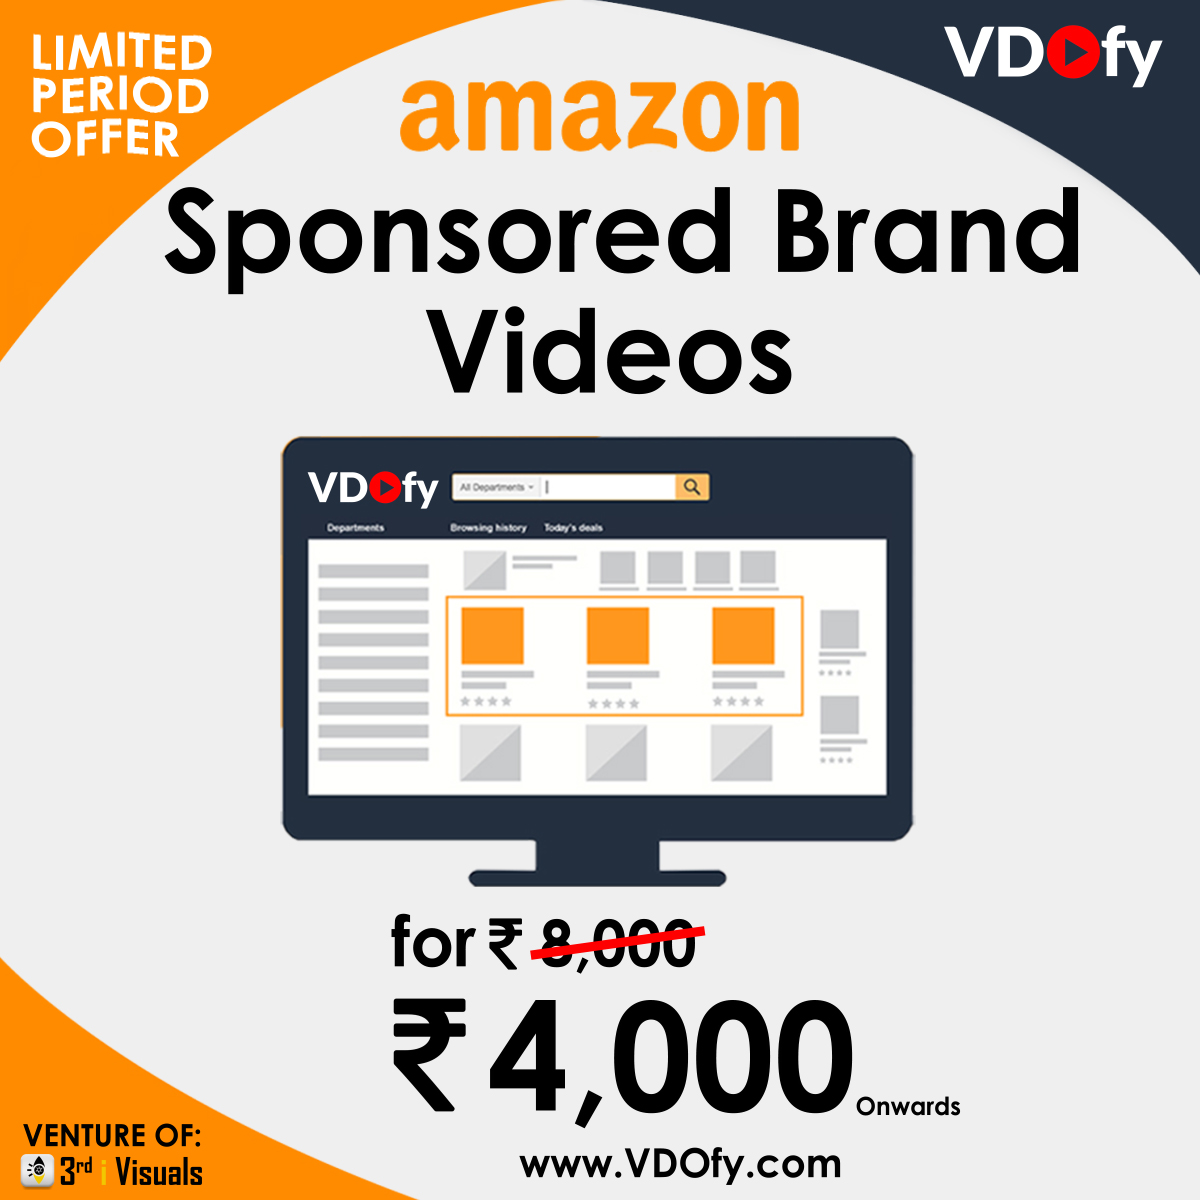 LIMITED
PERIOD
OFFER
VDOfy
amazon
Sponsored Brand
Videos
VDOfy
All Departments
Departments
Browsing history
Today's deals
for ₹ 8,000
₹ 4,000 Onwards
VENTURE OF:
3rd i Visuals
www.VDOfy.com